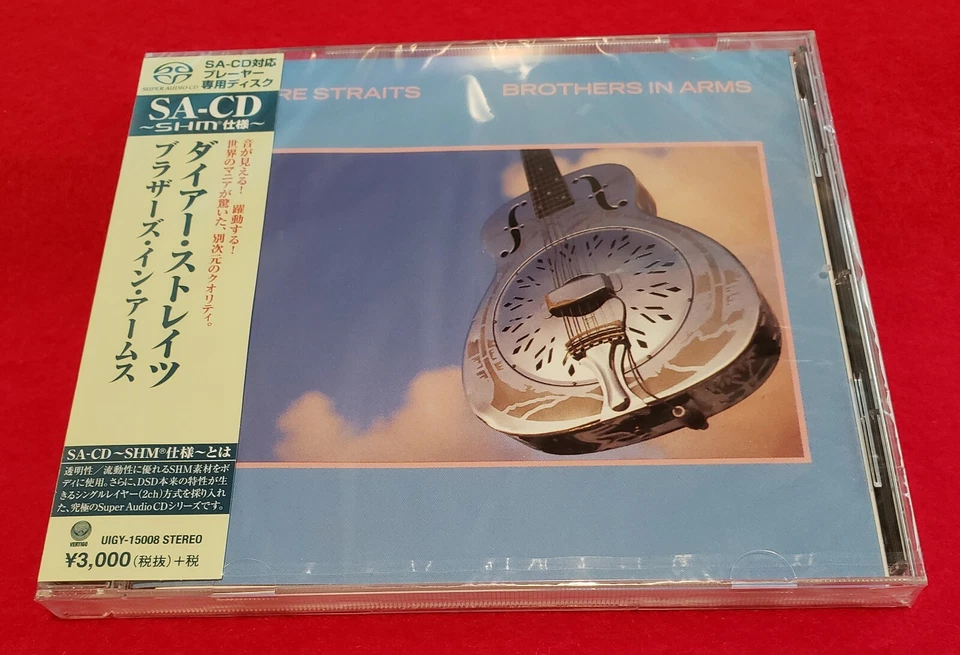 SUPER AUDIO CD
SA-CD対応
プレーヤー
専用ディスク
SA-CD
～SHM®仕様～
音が見える! 躍動する!
世界のマニアが驚いた、別次元のクオリティ。
ダイアー・ストレイツ
ブラザーズ・イン・アームス
SA-CD～SHM®仕様～とは
透明性/流動性に優れるSHM素材をボ
ディに使用。さらに、DSD本来の特性が生
きるシングルレイヤー(2ch)方式を採り入れ
た、究極のSuper Audio CDシリーズです。
VERTIGO
UIGY-15008 STEREO
¥3,000(税抜)+税
RE STRAITS
BROTHERS IN ARMS